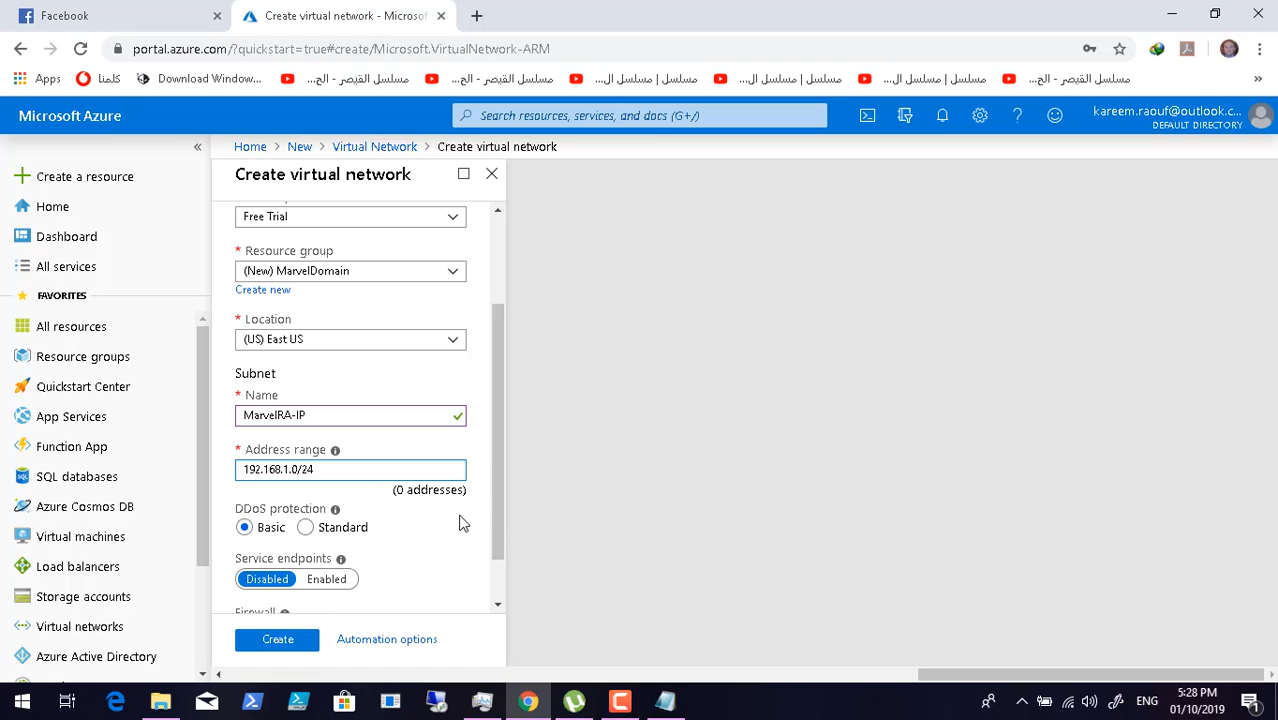 Facebook
Create virtual network - Microsof
portal.azure.com/?quickstart=true#create/Microsoft.VirtualNetwork-ARM
Apps
كلمنا
Download Window...
مسلسل القيصر - الح...
مسلسل القيصر - الح...
مسلسل | مسلسل ال...
مسلسل | مسلسل ال...
مسلسل | مسلسل ال...
مسلسل القيصر - الح...
»
Microsoft Azure
Search resources, services, and docs (G+/)
kareem.raouf@outlook.c...
DEFAULT DIRECTORY
«
Home > New > Virtual Network > Create virtual network
Create a resource
Home
Dashboard
All services
FAVORITES
All resources
Resource groups
Quickstart Center
App Services
Function App
SQL databases
Azure Cosmos DB
Virtual machines
Load balancers
Storage accounts
Virtual networks
Azure Active Directory
Create virtual network
Free Trial
* Resource group
(New) MarvelDomain
Create new
* Location
(US) East US
Subnet
* Name
MarvelRA-IP
* Address range
192.168.1.0/24
(0 addresses)
DDoS protection
Basic Standard
Service endpoints
Disabled Enabled
Firewall
Create
Automation options
ENG
5:28 PM
01/10/2019
1